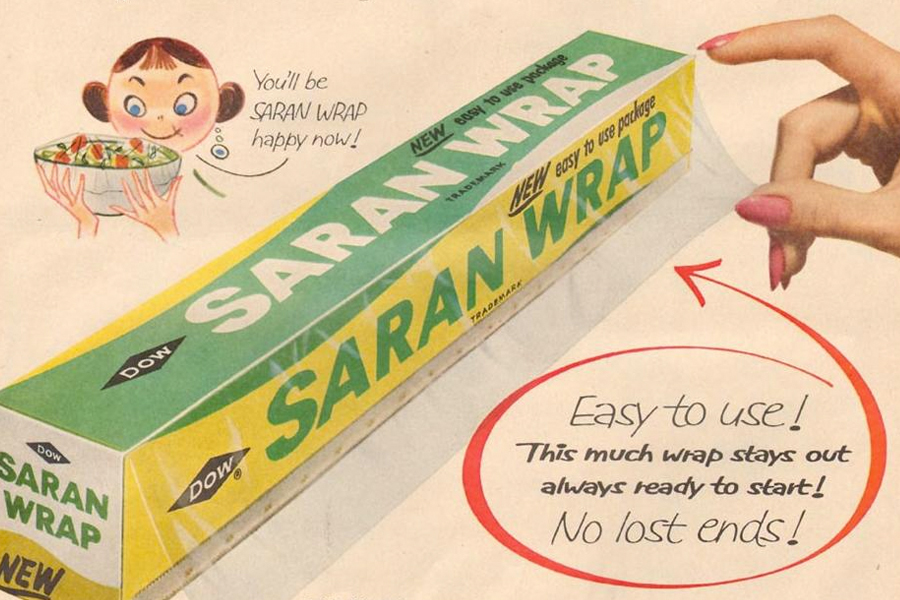 You'll be
SARAN WRAP
happy now!
NEW easy to use package
SARAN WRAP
TRADEMARK
DOW
NEW easy to use package
SARAN WRAP
TRADEMARK
DOW®
DOW
SARAN
WRAP
NEW
Easy to use!
This much wrap stays out
always ready to start!
No lost ends!